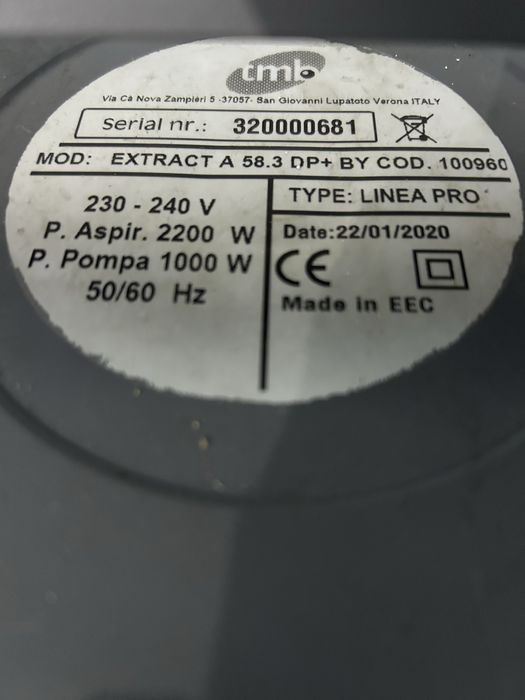 tmb
Via Cà Nova Zampieri 5 -37057- San Giovanni Lupatoto Verona ITALY
Serial nr.: 320000681
MOD: EXTRACT A 58.3 DP+ BY COD. 100960
230 - 240 V
P. Aspir. 2200 W
P. Pompa 1000 W
50/60 Hz
TYPE: LINEA PRO
Date:22/01/2020
CE
Made in EEC